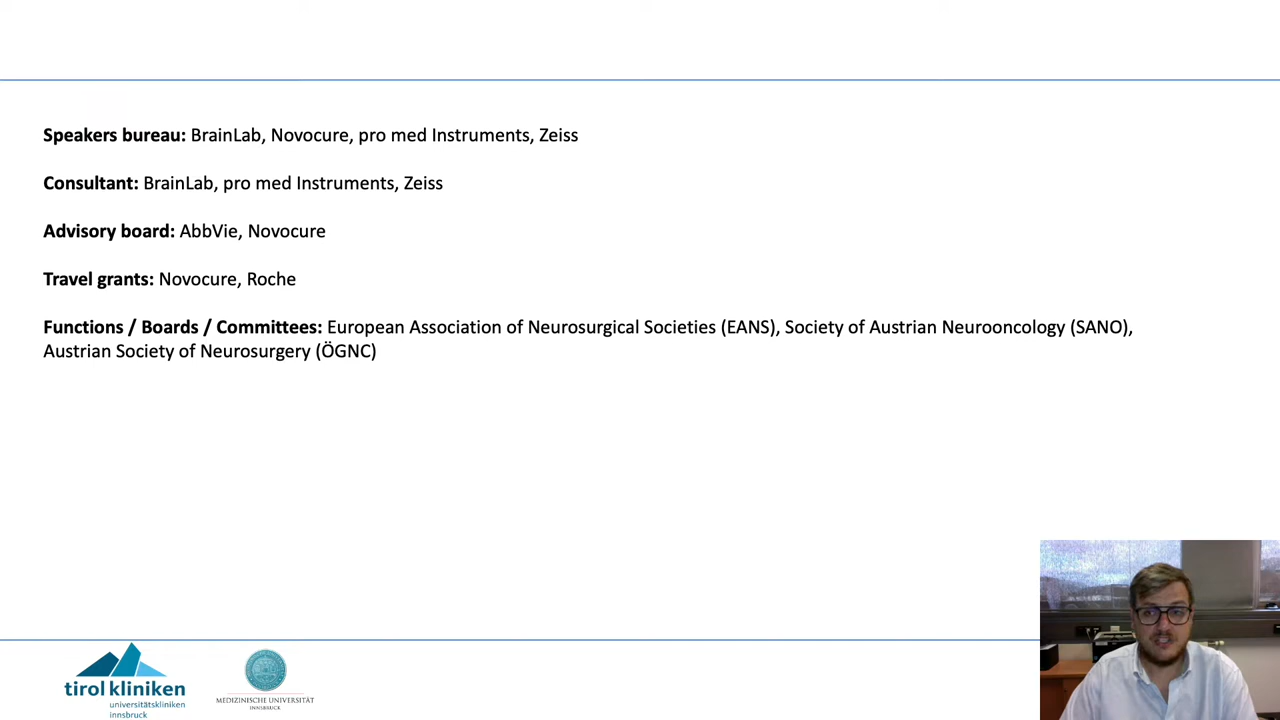 Speakers bureau: BrainLab, Novocure, pro med Instruments, Zeiss
Consultant: BrainLab, pro med Instruments, Zeiss
Advisory board: AbbVie, Novocure
Travel grants: Novocure, Roche
Functions / Boards / Committees: European Association of Neurosurgical Societies (EANS), Society of Austrian Neurooncology (SANO),
Austrian Society of Neurosurgery (ÖGNC)
tirol kliniken
universitätskliniken
innsbruck
MEDIZINISCHE UNIVERSITÄT
INNSBRUCK